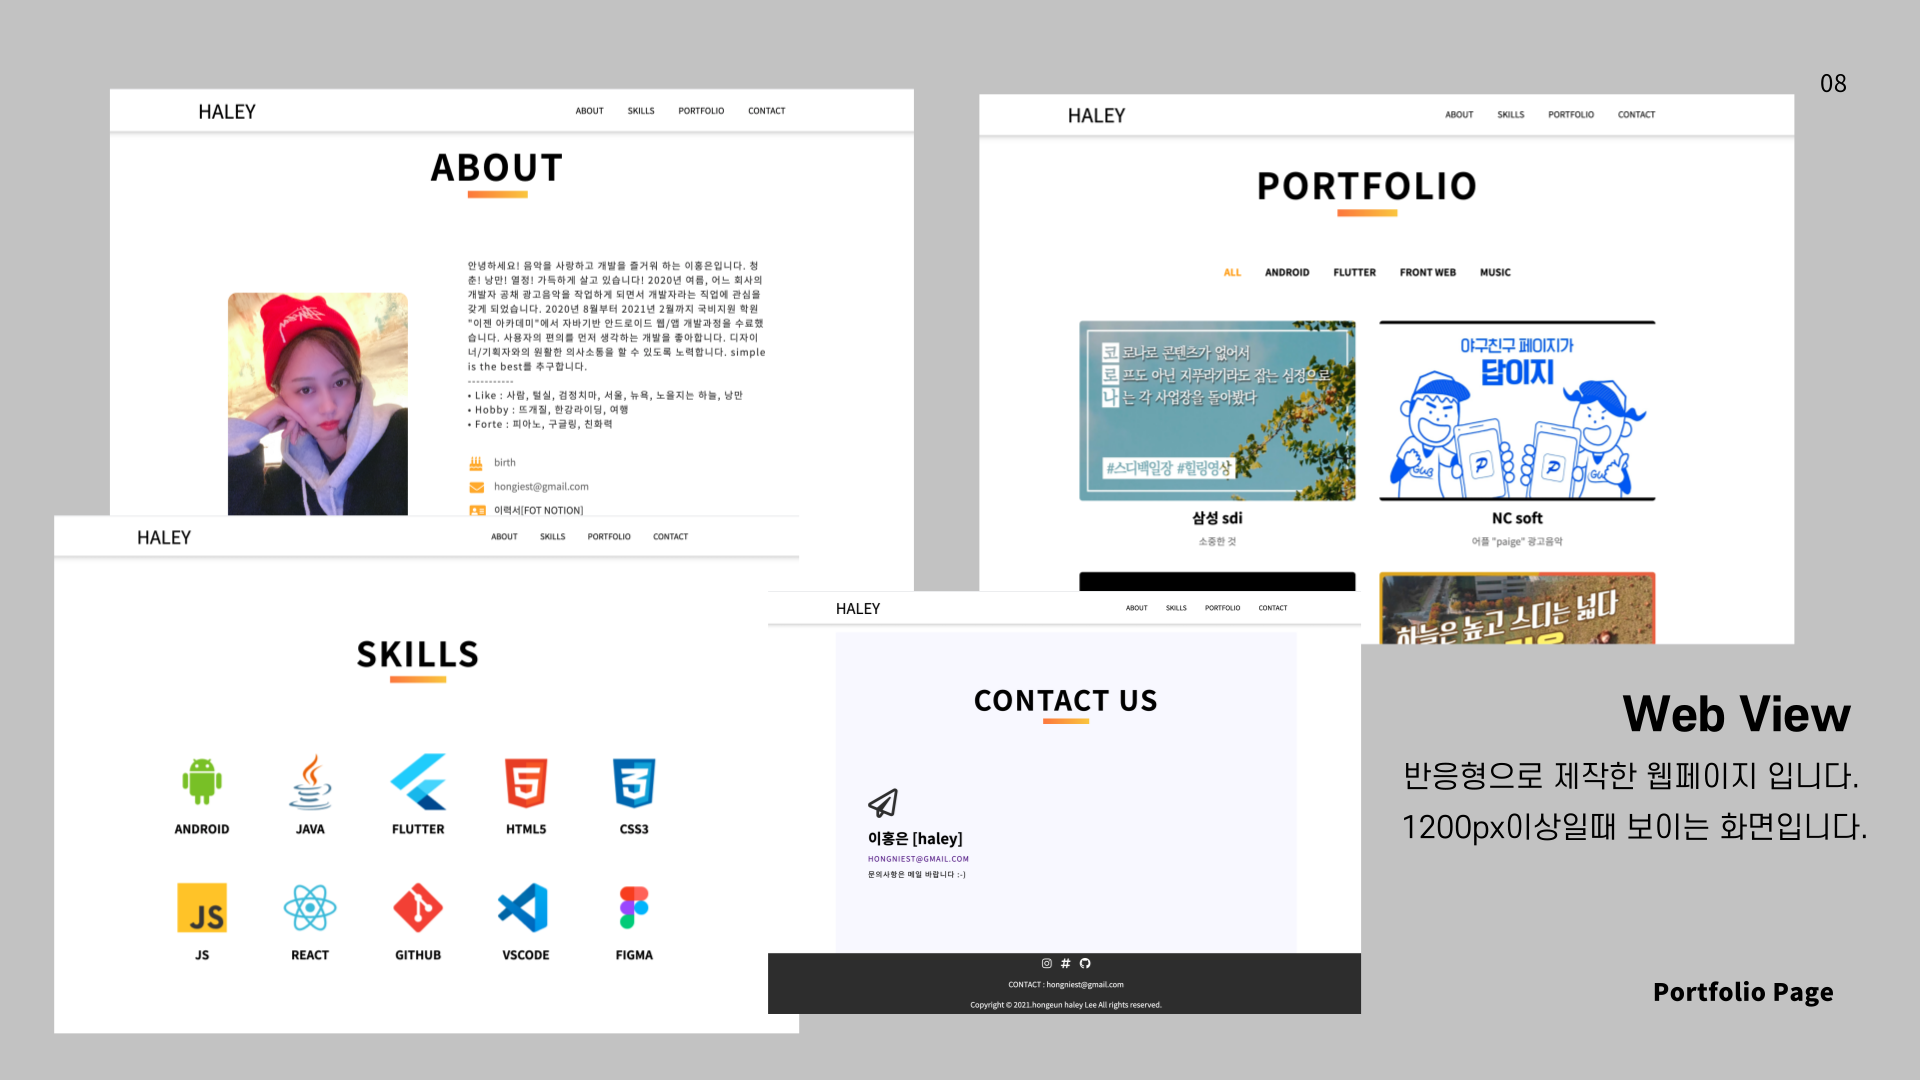 08
HALEY
ABOUT SKILLS PORTFOLIO CONTACT
ABOUT
안녕하세요! 음악을 사랑하고 개발을 즐거워 하는 이홍은입니다. 청
춘! 낭만! 열정! 가득하게 살고 있습니다! 2020년 여름, 어느 회사의
개발자 공채 광고음악을 작업하게 되면서 개발자라는 직업에 관심을
갖게 되었습니다. 2020년 8월부터 2021년 2월까지 국비지원 학원
"이젠 아카데미"에서 자바기반 안드로이드 웹/앱 개발과정을 수료했
습니다. 사용자의 편의를 먼저 생각하는 개발을 좋아합니다. 디자이
너/기획자와의 원활한 의사소통을 할 수 있도록 노력합니다. simple
is the best를 추구합니다.
-----------
• Like : 사람, 털실, 검정치마, 서울, 뉴욕, 노을지는 하늘, 낭만
• Hobby : 뜨개질, 한강라이딩, 여행
• Forte : 피아노, 구글링, 친화력
birth
hongiest@gmail.com
이력서[FOT NOTION]
HALEY
ABOUT SKILLS PORTFOLIO CONTACT
PORTFOLIO
ALL ANDROID FLUTTER FRONT WEB MUSIC
코로나로 콘텐츠가 없어서
로프도 아닌 지푸라기라도 잡는 심정으로
나는 각 사업장을 돌아봤다
#스디백일장 #힐링영상
삼성 sdi
소중한 것
야구친구 페이지가
답이지
NC soft
어플 "paige" 광고음악
하늘은 높고 스디는 넓다
HALEY
ABOUT SKILLS PORTFOLIO CONTACT
SKILLS
ANDROID JAVA FLUTTER HTML5 CSS3
JS
JS REACT GITHUB VSCODE FIGMA
HALEY
ABOUT SKILLS PORTFOLIO CONTACT
CONTACT US
이홍은 [haley]
HONGNIEST@GMAIL.COM
문의사항은 메일 바랍니다 :-)
CONTACT : hongniest@gmail.com
Copyright © 2021.hongeun haley Lee All rights reserved.
Web View
반응형으로 제작한 웹페이지 입니다.
1200px이상일때 보이는 화면입니다.
Portfolio Page